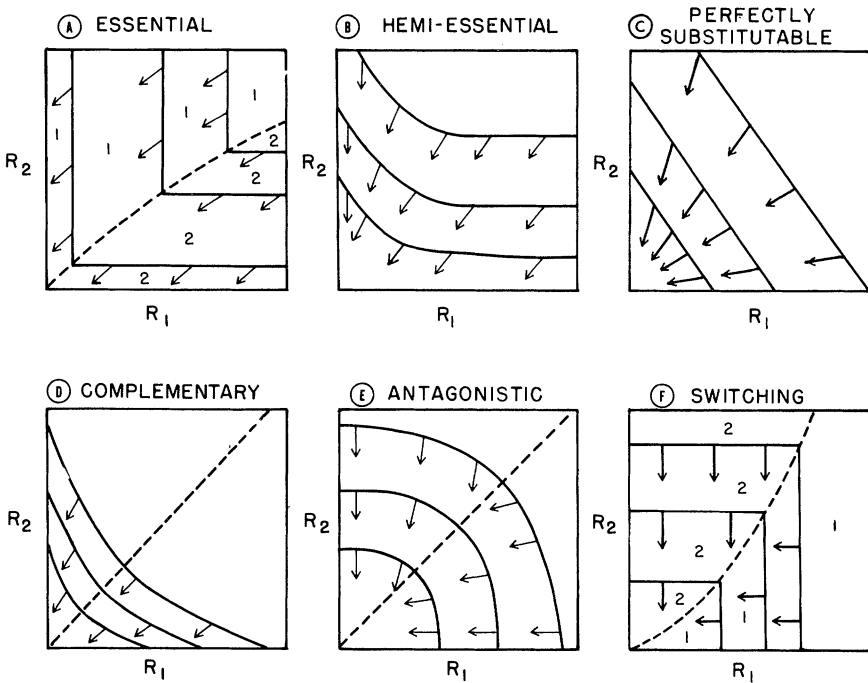 A ESSENTIAL
B HEMI-ESSENTIAL
C PERFECTLY
SUBSTITUTABLE
R2
1
1
1
1
2
2
2
2
R1
R2
R1
R2
R1
D COMPLEMENTARY
E ANTAGONISTIC
F SWITCHING
R2
R1
R2
R1
R2
2
2
2
2
1
1
1
R1